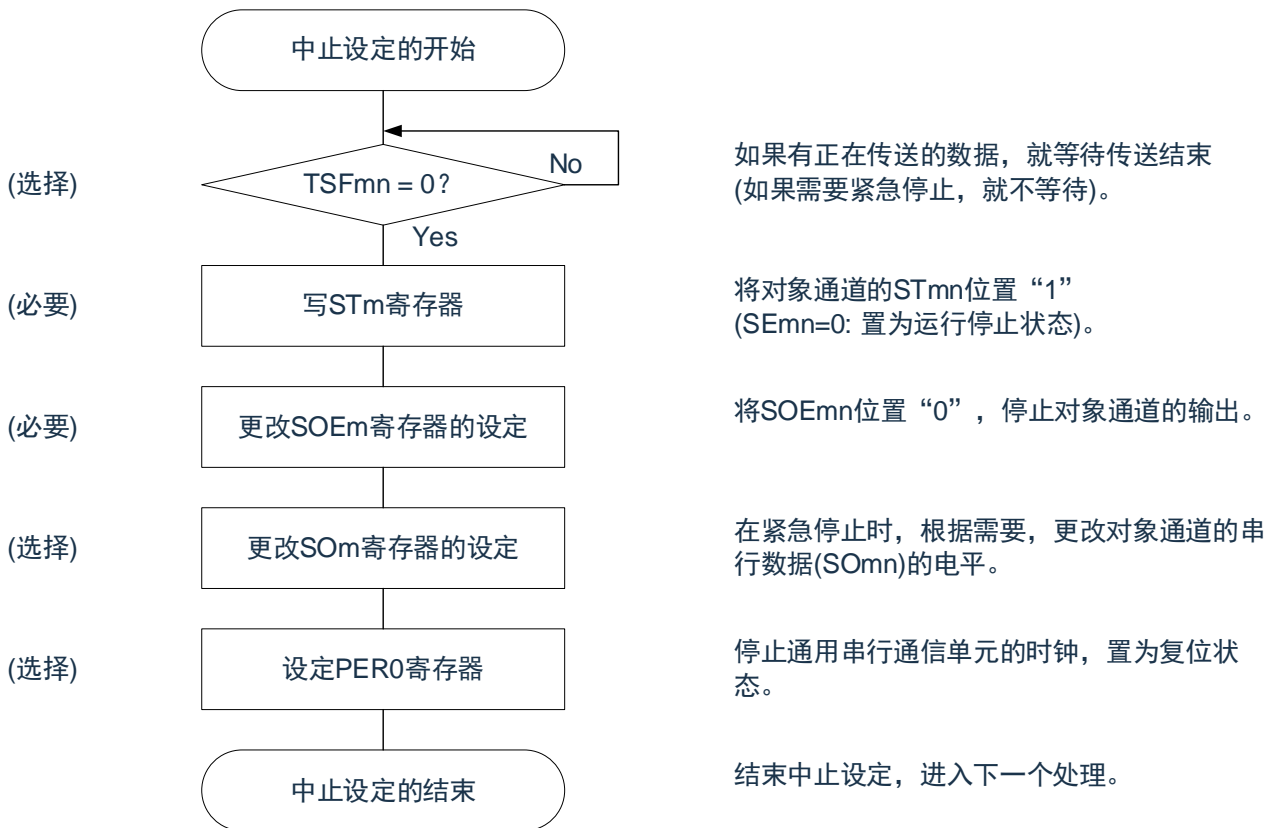 中止设定的开始
(选择)
TSFmn = 0?
No
Yes
如果有正在传送的数据，就等待传送结束
(如果需要紧急停止，就不等待)。
(必要)
写STm寄存器
将对象通道的STmn位置“1”
(SEmn=0: 置为运行停止状态)。
(必要)
更改SOEm寄存器的设定
将SOEmn位置“0”，停止对象通道的输出。
(选择)
更改SOm寄存器的设定
在紧急停止时，根据需要，更改对象通道的串
行数据(SOmn)的电平。
(选择)
设定PER0寄存器
停止通用串行通信单元的时钟，置为复位状
态。
中止设定的结束
结束中止设定，进入下一个处理。